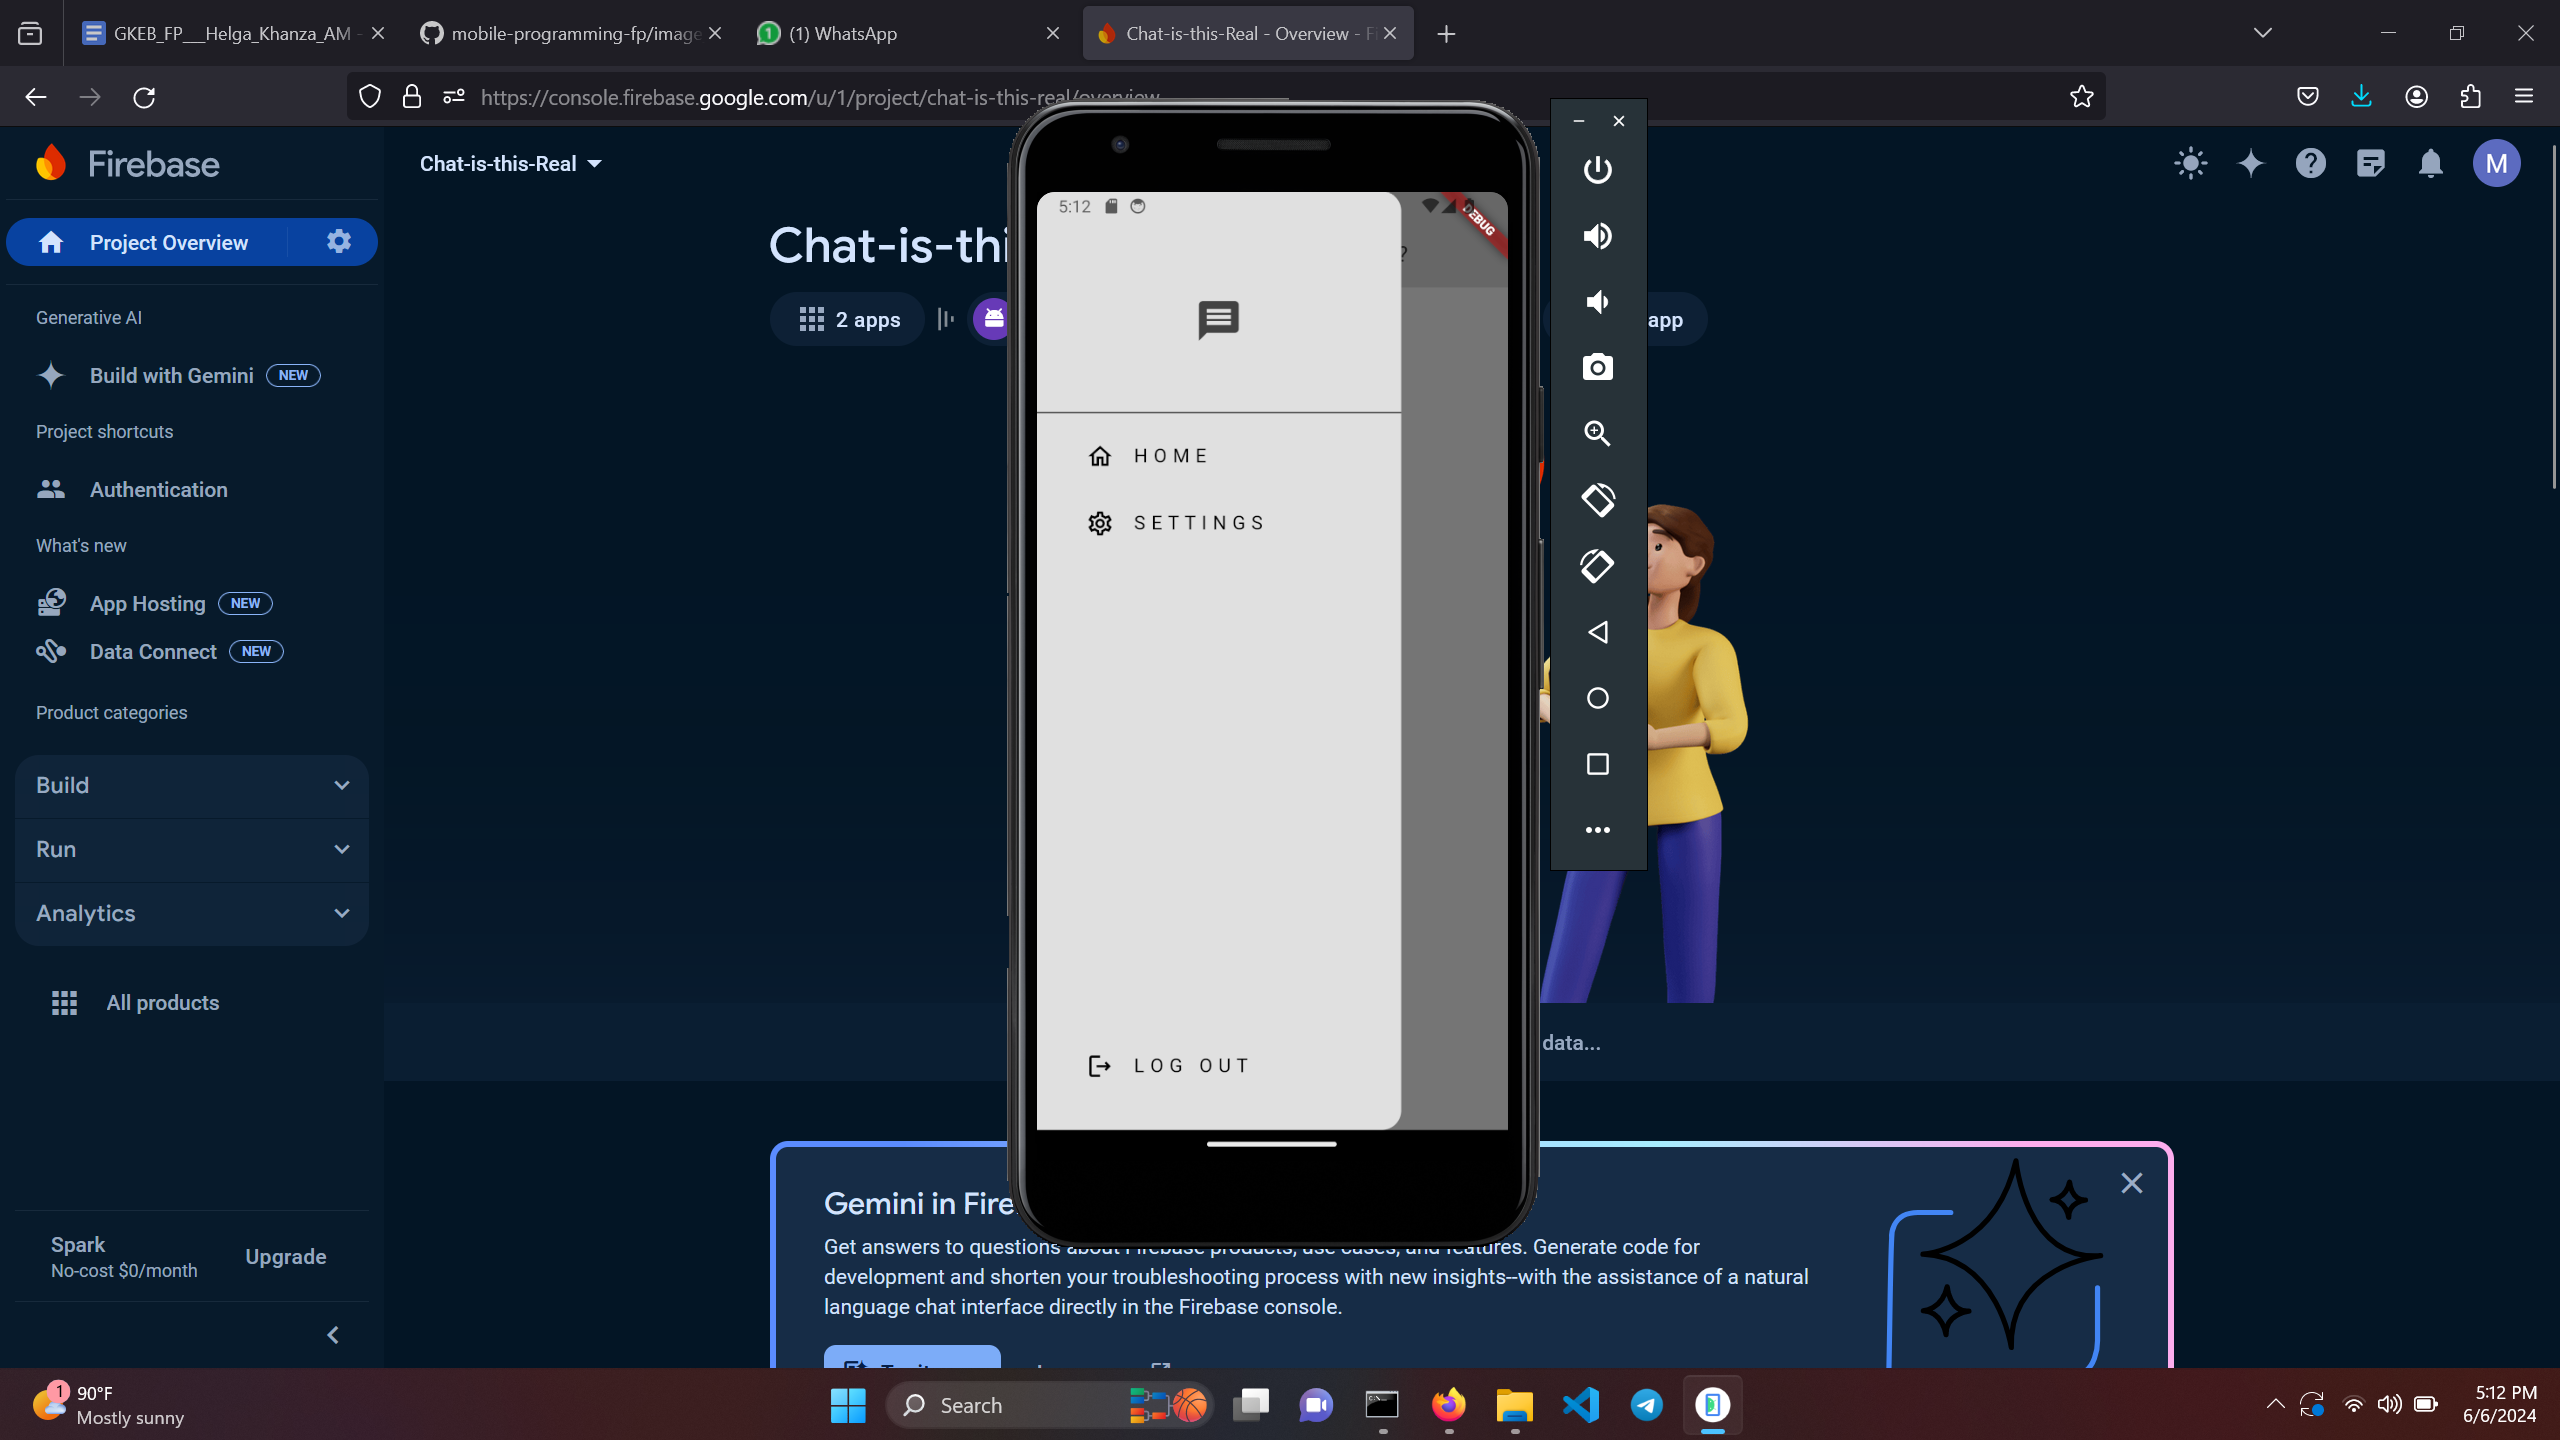 GKEB_FP___Helga_Khanza_AM -
mobile-programming-fp/image
(1) WhatsApp
Chat-is-this-Real - Overview - Fi
https://console.firebase.google.com/u/1/project/chat-is-this-real/overview
Firebase
Chat-is-this-Real
M
Project Overview
Generative AI
Build with Gemini NEW
Project shortcuts
Authentication
What's new
App Hosting NEW
Data Connect NEW
Product categories
Build
Run
Analytics
All products
Spark
No-cost $0/month
Upgrade
Chat-is-thi
2 apps
app
5:12
DEBUG
?
HOME
SETTINGS
LOG OUT
data...
Gemini in Fire
Get answers to questions about Firebase products, use cases, and features. Generate code for
development and shorten your troubleshooting process with new insights--with the assistance of a natural
language chat interface directly in the Firebase console.
1
90°F
Mostly sunny
Search
5:12 PM
6/6/2024